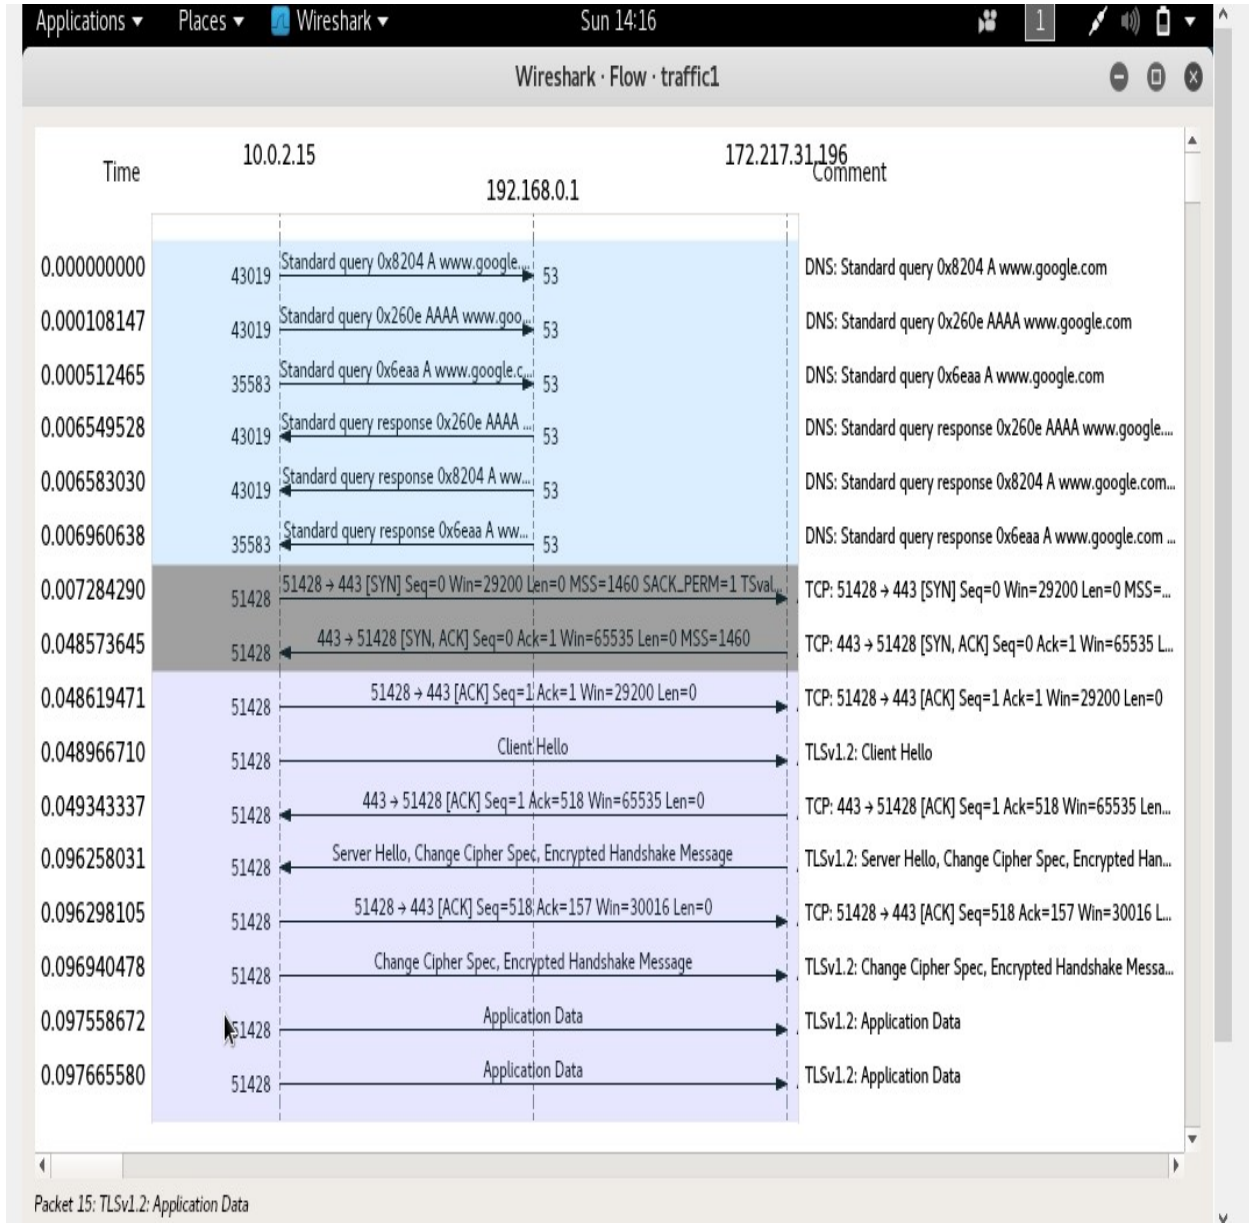 Applications ▾ Places ▾ Wireshark ▾ Sun 14:16 1
Wireshark · Flow · traffic1
10.0.2.15 172.217.31.196
Time Comment
192.168.0.1
0.000000000 43019 Standard query 0x8204 A www.google.... 53 DNS: Standard query 0x8204 A www.google.com
0.000108147 43019 Standard query 0x260e AAAA www.goo... 53 DNS: Standard query 0x260e AAAA www.google.com
0.000512465 35583 Standard query 0x6eaa A www.google.c... 53 DNS: Standard query 0x6eaa A www.google.com
0.006549528 43019 Standard query response 0x260e AAAA ... 53 DNS: Standard query response 0x260e AAAA www.google....
0.006583030 43019 Standard query response 0x8204 A ww... 53 DNS: Standard query response 0x8204 A www.google.com...
0.006960638 35583 Standard query response 0x6eaa A ww... 53 DNS: Standard query response 0x6eaa A www.google.com ...
0.007284290 51428 51428 → 443 [SYN] Seq=0 Win=29200 Len=0 MSS=1460 SACK_PERM=1 TSval... TCP: 51428 → 443 [SYN] Seq=0 Win=29200 Len=0 MSS=...
0.048573645 51428 443 → 51428 [SYN, ACK] Seq=0 Ack=1 Win=65535 Len=0 MSS=1460 TCP: 443 → 51428 [SYN, ACK] Seq=0 Ack=1 Win=65535 L...
0.048619471 51428 51428 → 443 [ACK] Seq=1 Ack=1 Win=29200 Len=0 TCP: 51428 → 443 [ACK] Seq=1 Ack=1 Win=29200 Len=0
0.048966710 51428 Client Hello TLSv1.2: Client Hello
0.049343337 51428 443 → 51428 [ACK] Seq=1 Ack=518 Win=65535 Len=0 TCP: 443 → 51428 [ACK] Seq=1 Ack=518 Win=65535 Len...
0.096258031 51428 Server Hello, Change Cipher Spec, Encrypted Handshake Message TLSv1.2: Server Hello, Change Cipher Spec, Encrypted Han...
0.096298105 51428 51428 → 443 [ACK] Seq=518 Ack=157 Win=30016 Len=0 TCP: 51428 → 443 [ACK] Seq=518 Ack=157 Win=30016 L...
0.096940478 51428 Change Cipher Spec, Encrypted Handshake Message TLSv1.2: Change Cipher Spec, Encrypted Handshake Messa...
0.097558672 51428 Application Data TLSv1.2: Application Data
0.097665580 51428 Application Data TLSv1.2: Application Data
Packet 15: TLSv1.2: Application Data